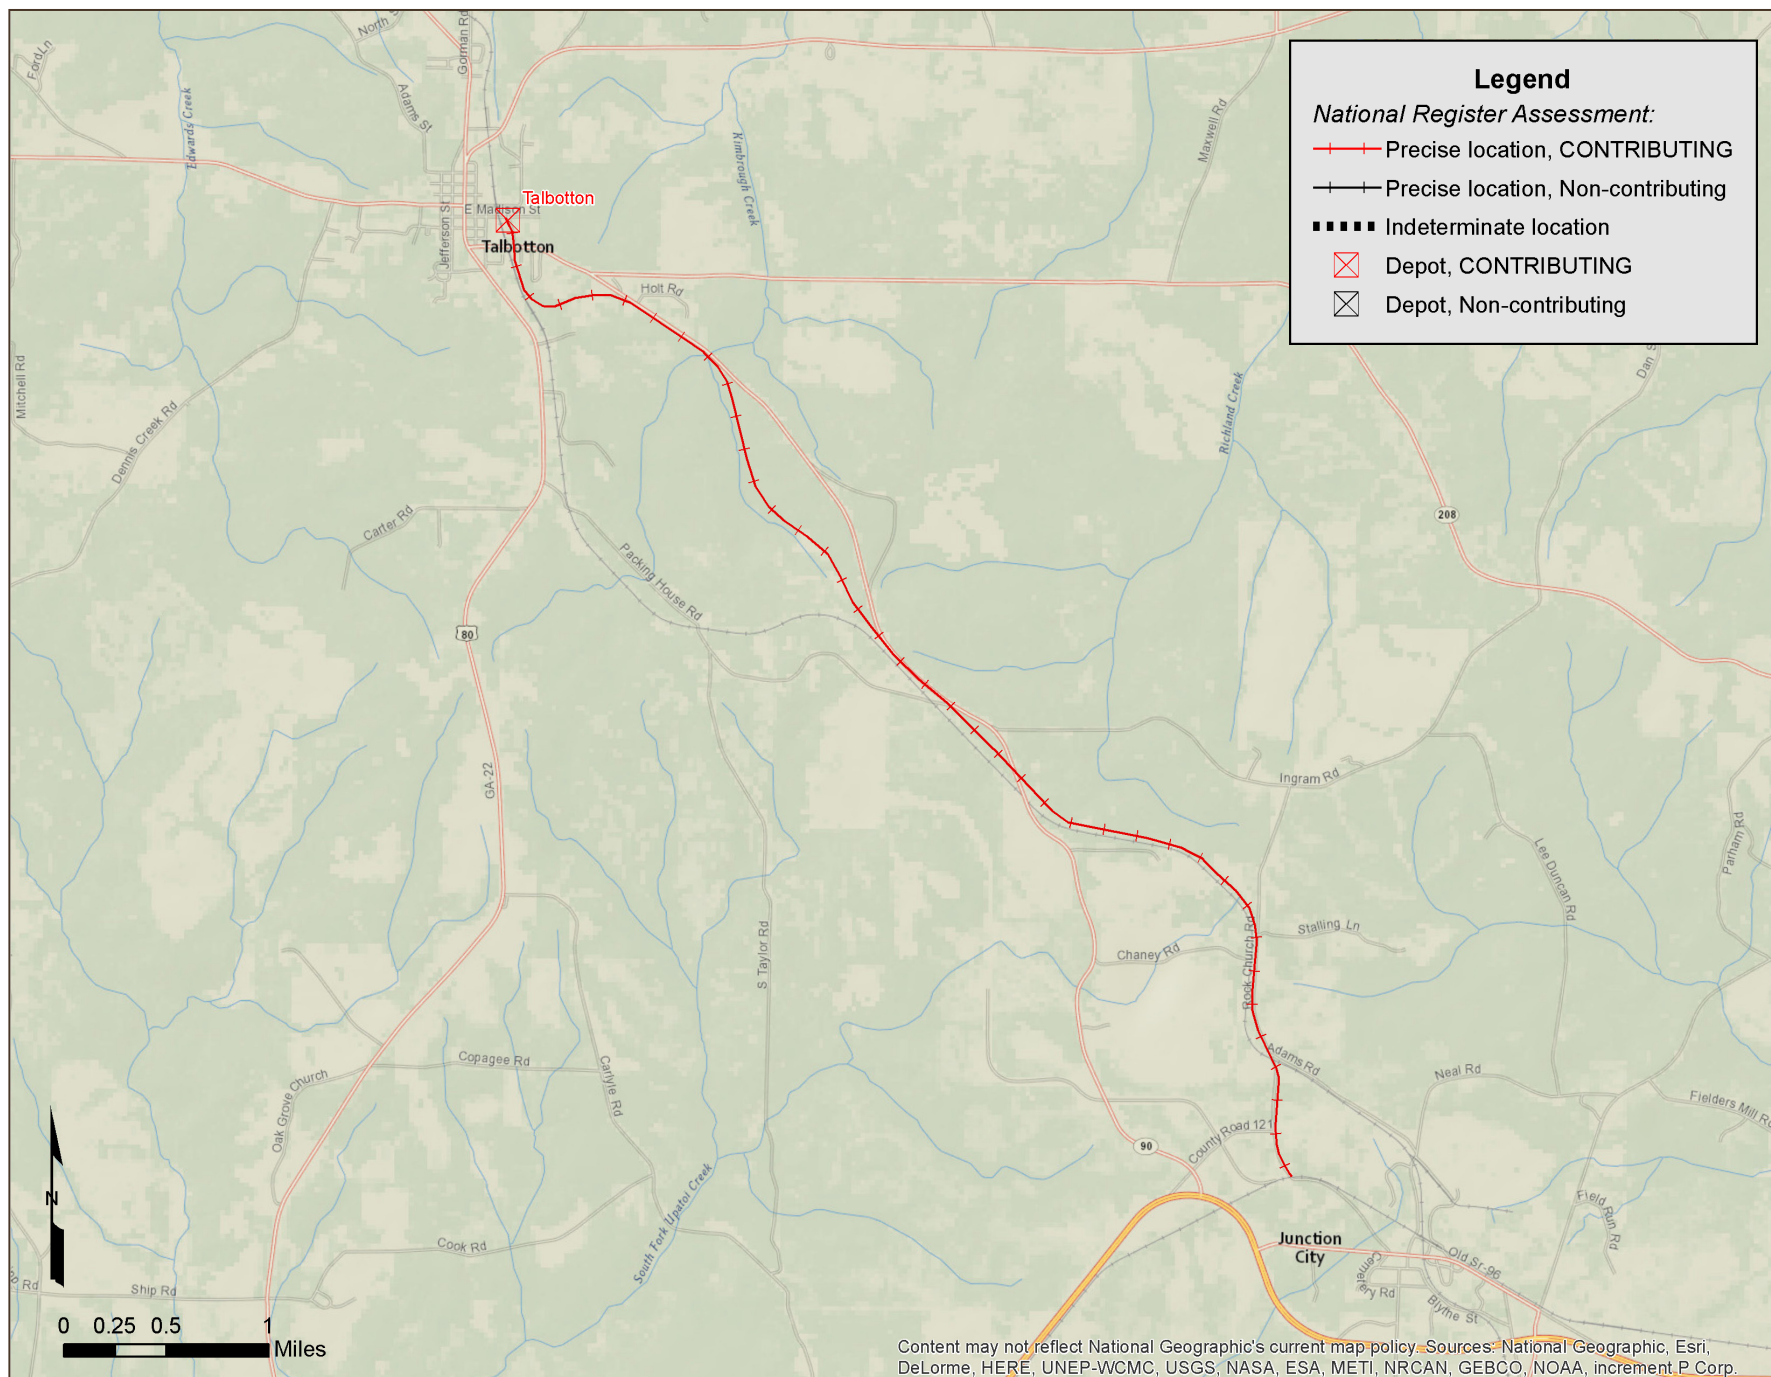 Legend
National Register Assessment:
Precise location, CONTRIBUTING
Precise location, Non-contributing
Indeterminate location
Depot, CONTRIBUTING
Depot, Non-contributing
North
Gorman Rd
Ford Ln
Adams St
Edwards Creek
Kimbrough Creek
Maxwell Rd
Talbotton
E Madison St
Jefferson St
Talbotton
Holt Rd
Mitchell Rd
Dennis Creek Rd
Richland Creek
Dan
Carter Rd
208
Packing House Rd
80
GA-22
Ingram Rd
Lee Duncan Rd
Parham Rd
S Taylor Rd
Chaney Rd
Rock Church Rd
Stalling Ln
Copagee Rd
Oak Grove Church
Carlyle Rd
Adams Rd
Neal Rd
Fielders Mill Rd
County Road 121
90
South Fork Upatoi Creek
Field Run Rd
N
Cook Rd
Junction
City
Old Sr-96
Cemetery Rd
Blythe St
Rd
Ship Rd
0 0.25 0.5 1
Miles
Content may not reflect National Geographic's current map policy. Sources: National Geographic, Esri,
DeLorme, HERE, UNEP-WCMC, USGS, NASA, ESA, METI, NRCAN, GEBCO, NOAA, increment P Corp.